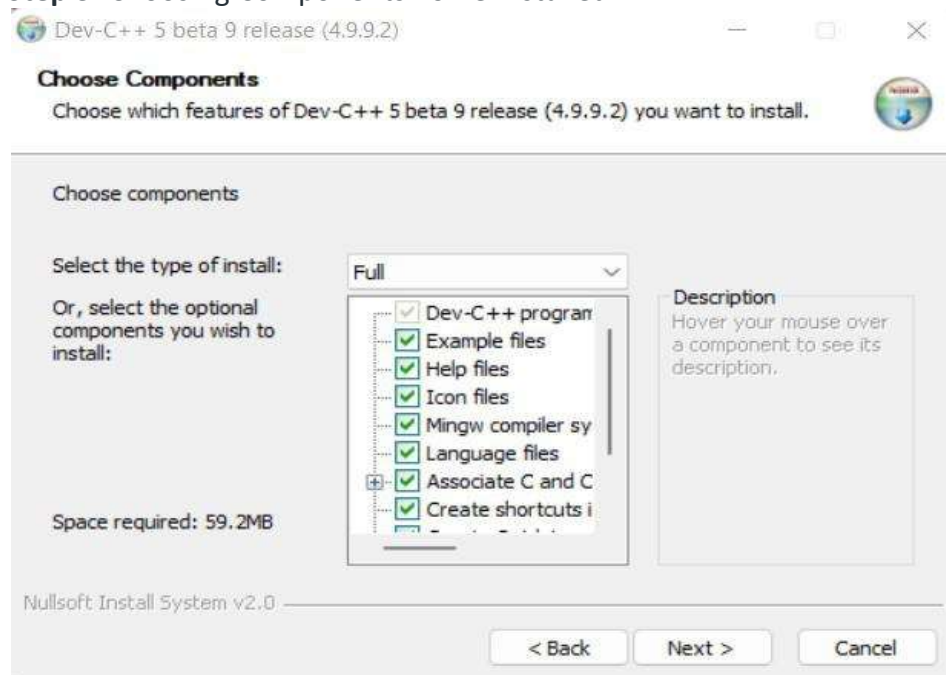 Dev-C++ 5 beta 9 release (4.9.9.2)
Choose Components
Choose which features of Dev-C++ 5 beta 9 release (4.9.9.2) you want to install.
Choose components
Select the type of install:
Full
Or, select the optional
components you wish to
install:
Dev-C++ program
Example files
Help files
Icon files
Mingw compiler sy
Language files
Associate C and C
Create shortcuts i
Description
Hover your mouse over
a component to see its
description.
Space required: 59.2MB
Nullsoft Install System v2.0
< Back
Next >
Cancel